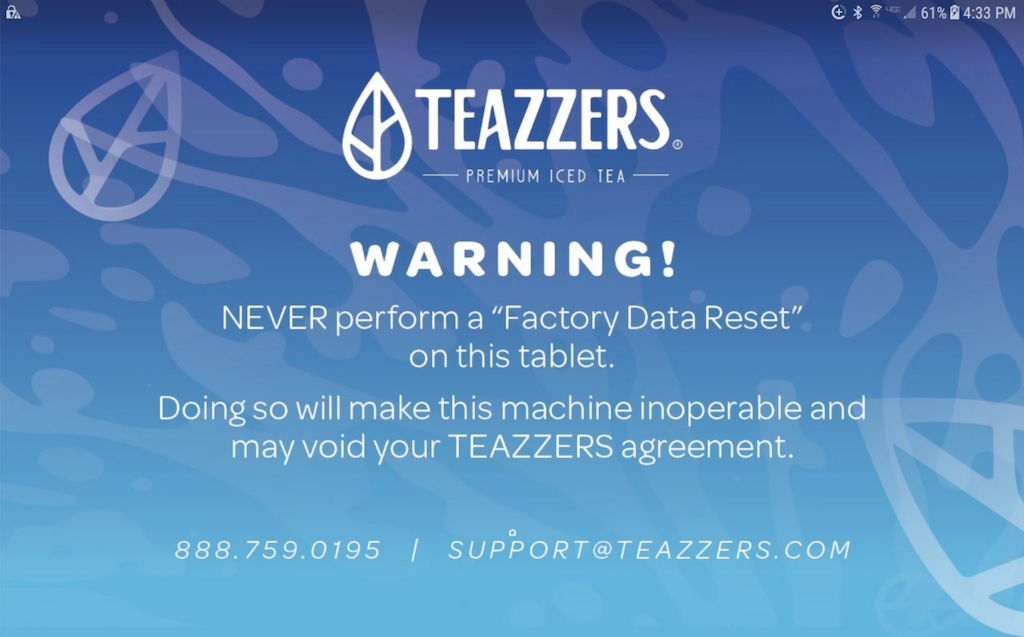 61% 4:33 PM
TEAZZERS®
PREMIUM ICED TEA
WARNING!
NEVER perform a “Factory Data Reset”
on this tablet.
Doing so will make this machine inoperable and
may void your TEAZZERS agreement.
888.759.0195 | SUPPORT@TEAZZERS.COM